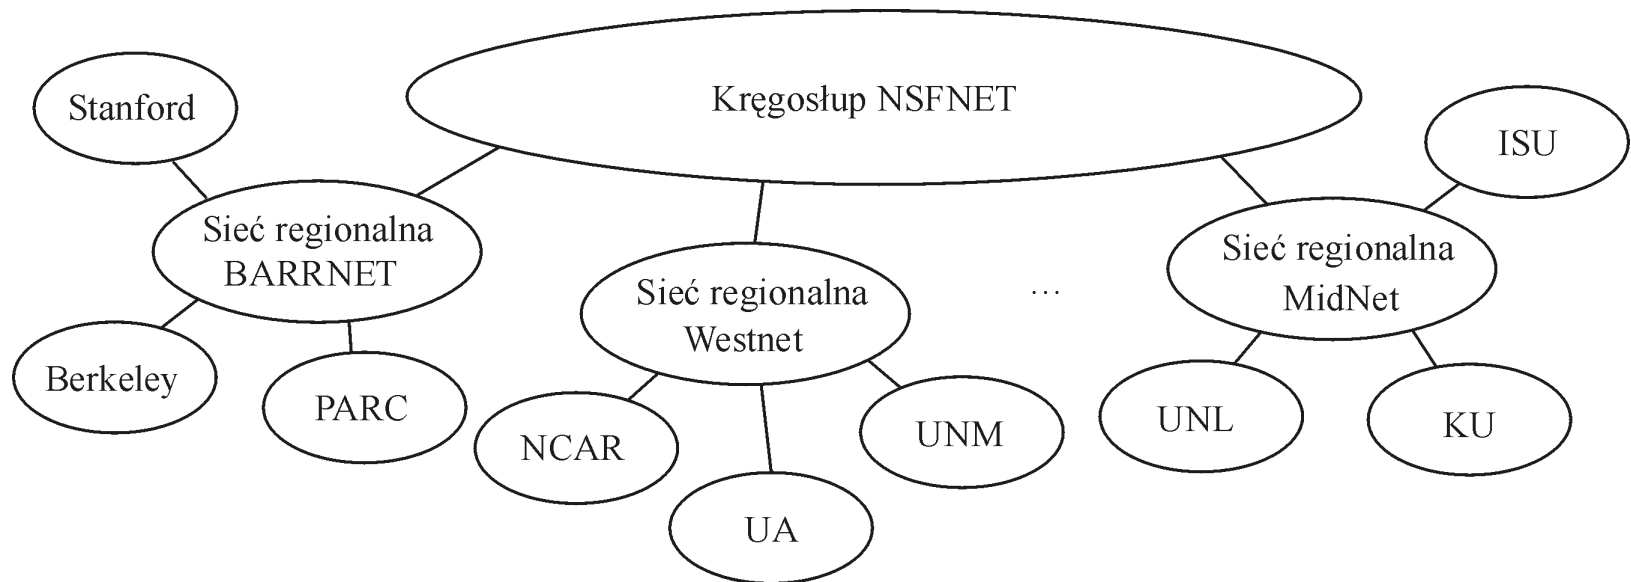 Kręgosłup NSFNET
Stanford
ISU
Sieć regionalna
BARRNET
Sieć regionalna
Westnet
…
Sieć regionalna
MidNet
Berkeley
PARC
NCAR
UA
UNM
UNL
KU